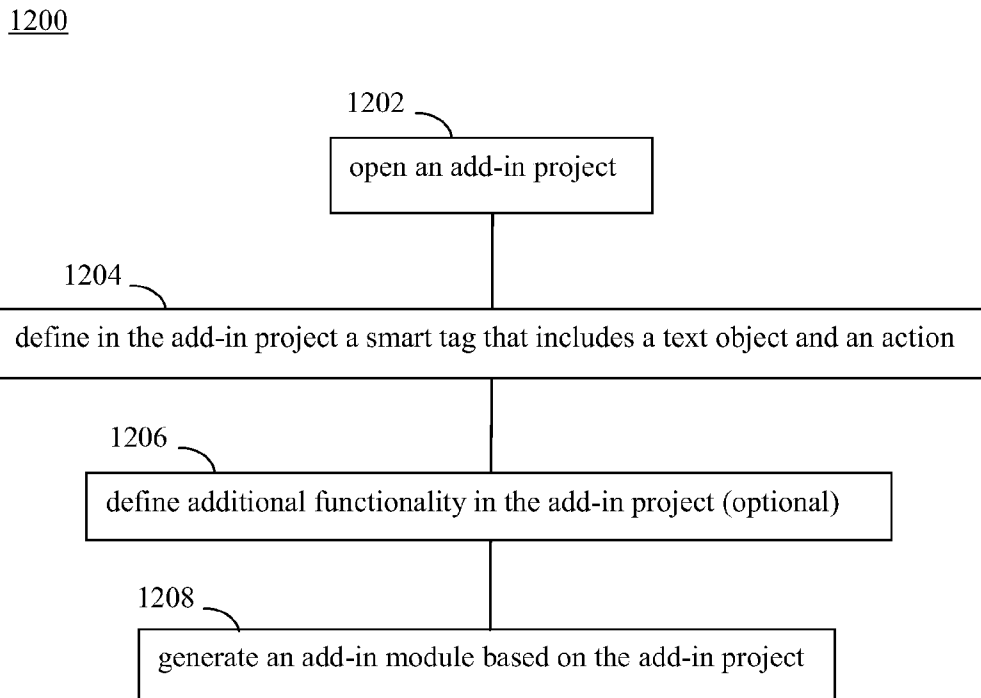 1200
1202
open an add-in project
1204
define in the add-in project a smart tag that includes a text object and an action
1206
define additional functionality in the add-in project (optional)
1208
generate an add-in module based on the add-in project